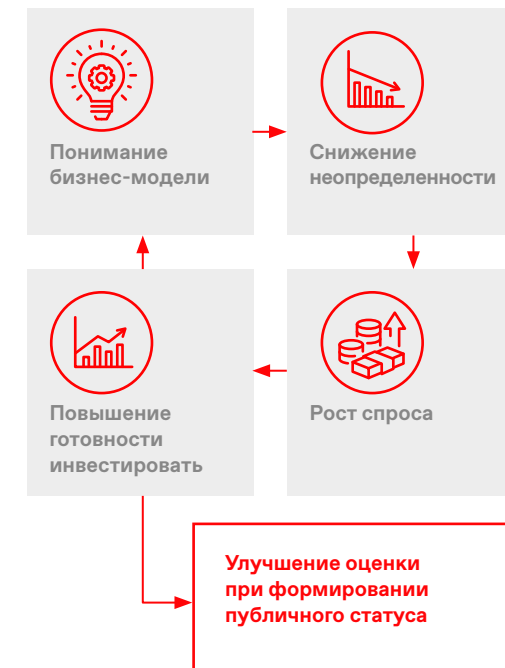 Понимание
бизнес-модели
Снижение
неопределенности
Повышение
готовности
инвестировать
Рост спроса
Улучшение оценки
при формировании
публичного статуса